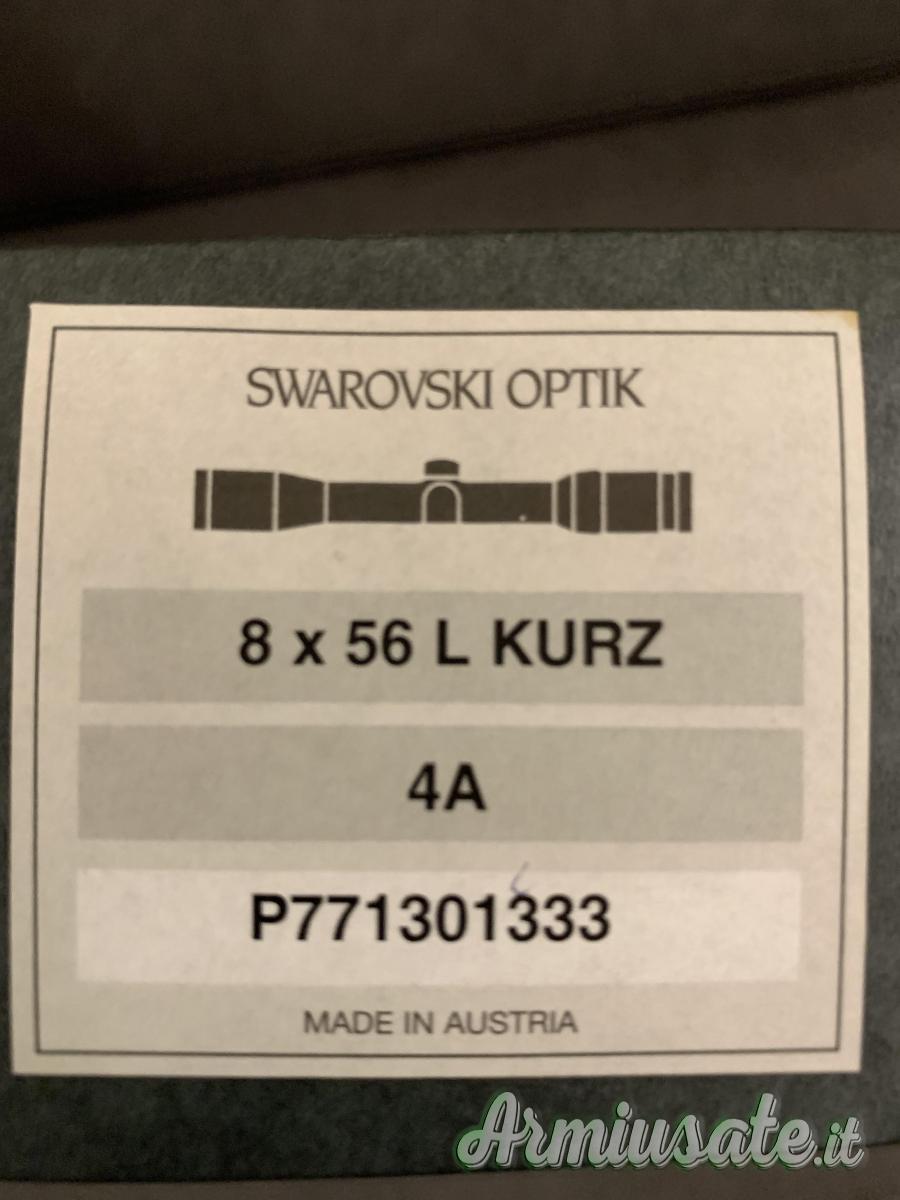 SWAROVSKI OPTIK
8 x 56 L KURZ
4A
P771301333
MADE IN AUSTRIA
Armiusate.it